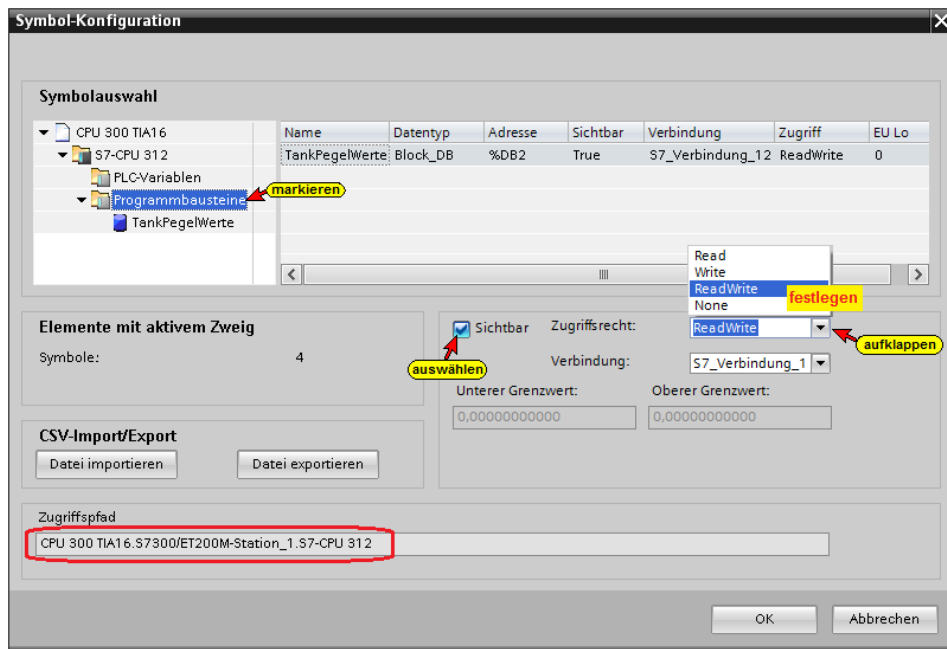 Symbol-Konfiguration
Symbolauswahl
CPU 300 TIA16
S7-CPU 312
PLC-Variablen
Programmbausteine
TankPegelWerte
markieren
Name Datentyp Adresse Sichtbar Verbindung Zugriff EU Lo
TankPegelWerte Block_DB %DB2 True S7_Verbindung_12 ReadWrite 0
Read
Write
ReadWrite
None
festlegen
Elemente mit aktivem Zweig
Symbole: 4
Sichtbar Zugriffsrecht: ReadWrite
auswählen
aufklappen
Verbindung: S7_Verbindung_1
Unterer Grenzwert: Oberer Grenzwert:
0,00000000000 0,00000000000
CSV-Import/Export
Datei importieren Datei exportieren
Zugriffspfad
CPU 300 TIA16.S7300/ET200M-Station_1.S7-CPU 312
OK Abbrechen